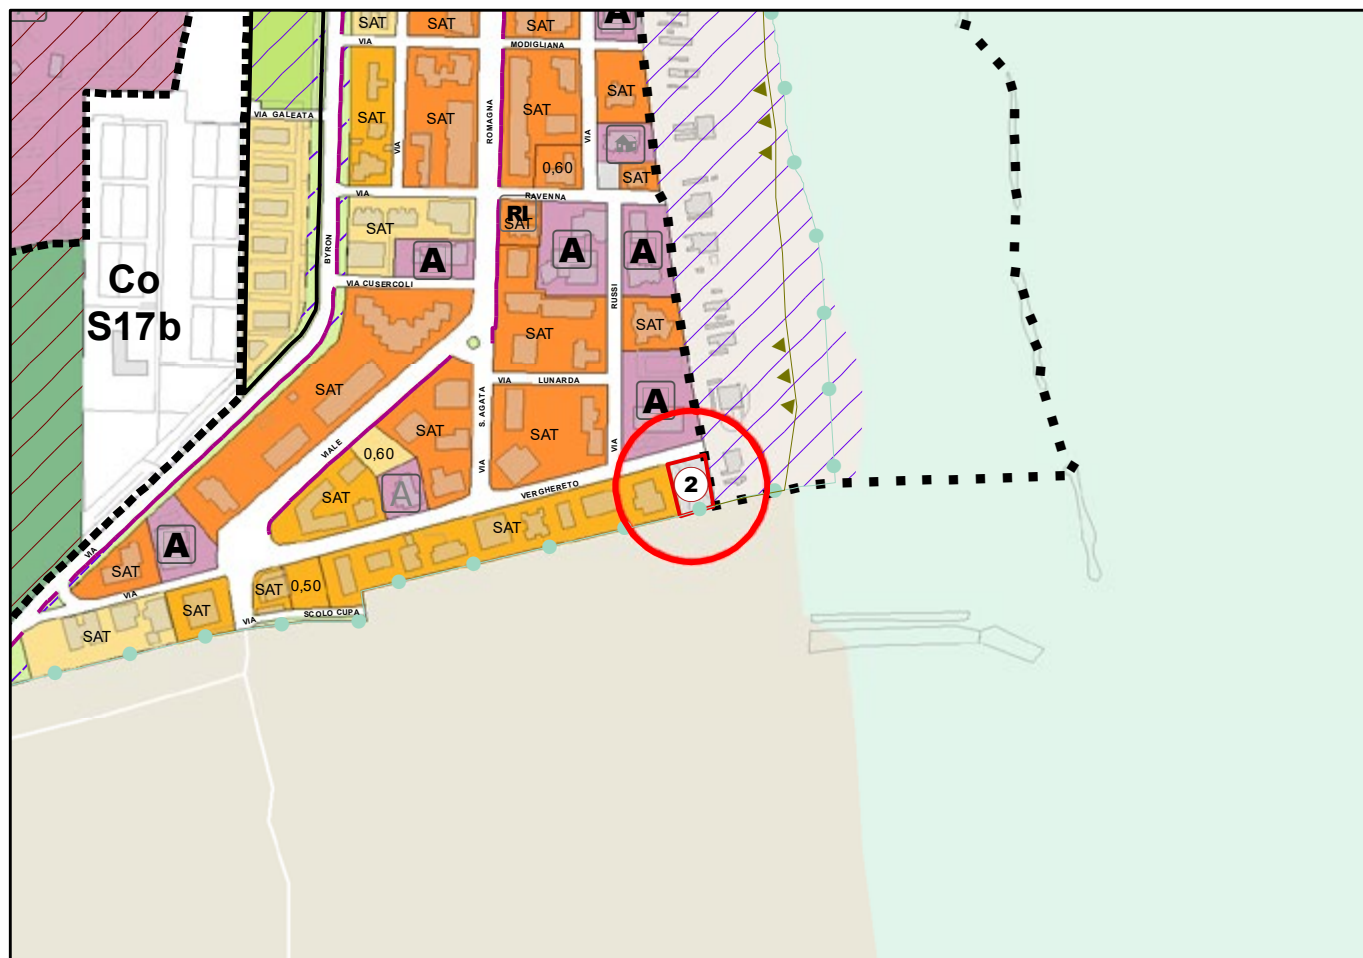 SAT
SAT
SAT
A
VIA
MODIGLIANA
SAT
VIA GALEATA
SAT
SAT
SAT
ROMAGNA
VIA
VIA
0,60
SAT
VIA
RAVENNA
RI
SAT
SAT
A
A
A
BYRON
Co
S17b
VIA CUSERCOLI
RUSSI
SAT
SAT
VIA
LUNARDA
SAT
A
S. AGATA
SAT
SAT
VIALE
0,60
VIA
VIA
2
SAT
A
VERGHERETO
SAT
A
VIA
SAT
SAT
0,50
VIA
SAT
SCOLO CUPA
VIA
SAT